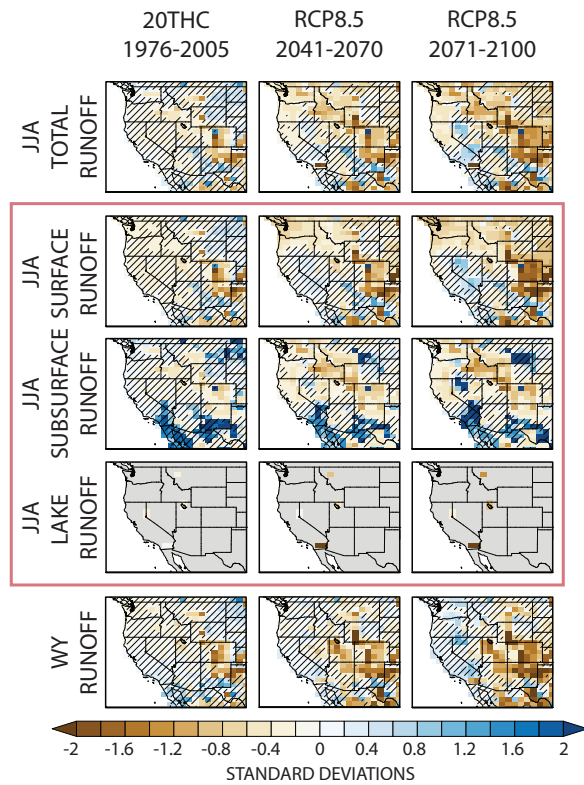 20THC
1976-2005
RCP8.5
2041-2070
RCP8.5
2071-2100
JJA
TOTAL
RUNOFF
JJA
SURFACE
RUNOFF
JJA
SUBSURFACE
RUNOFF
JJA
LAKE
RUNOFF
WY
RUNOFF
-2 -1.6 -1.2 -0.8 -0.4 0 0.4 0.8 1.2 1.6 2
STANDARD DEVIATIONS